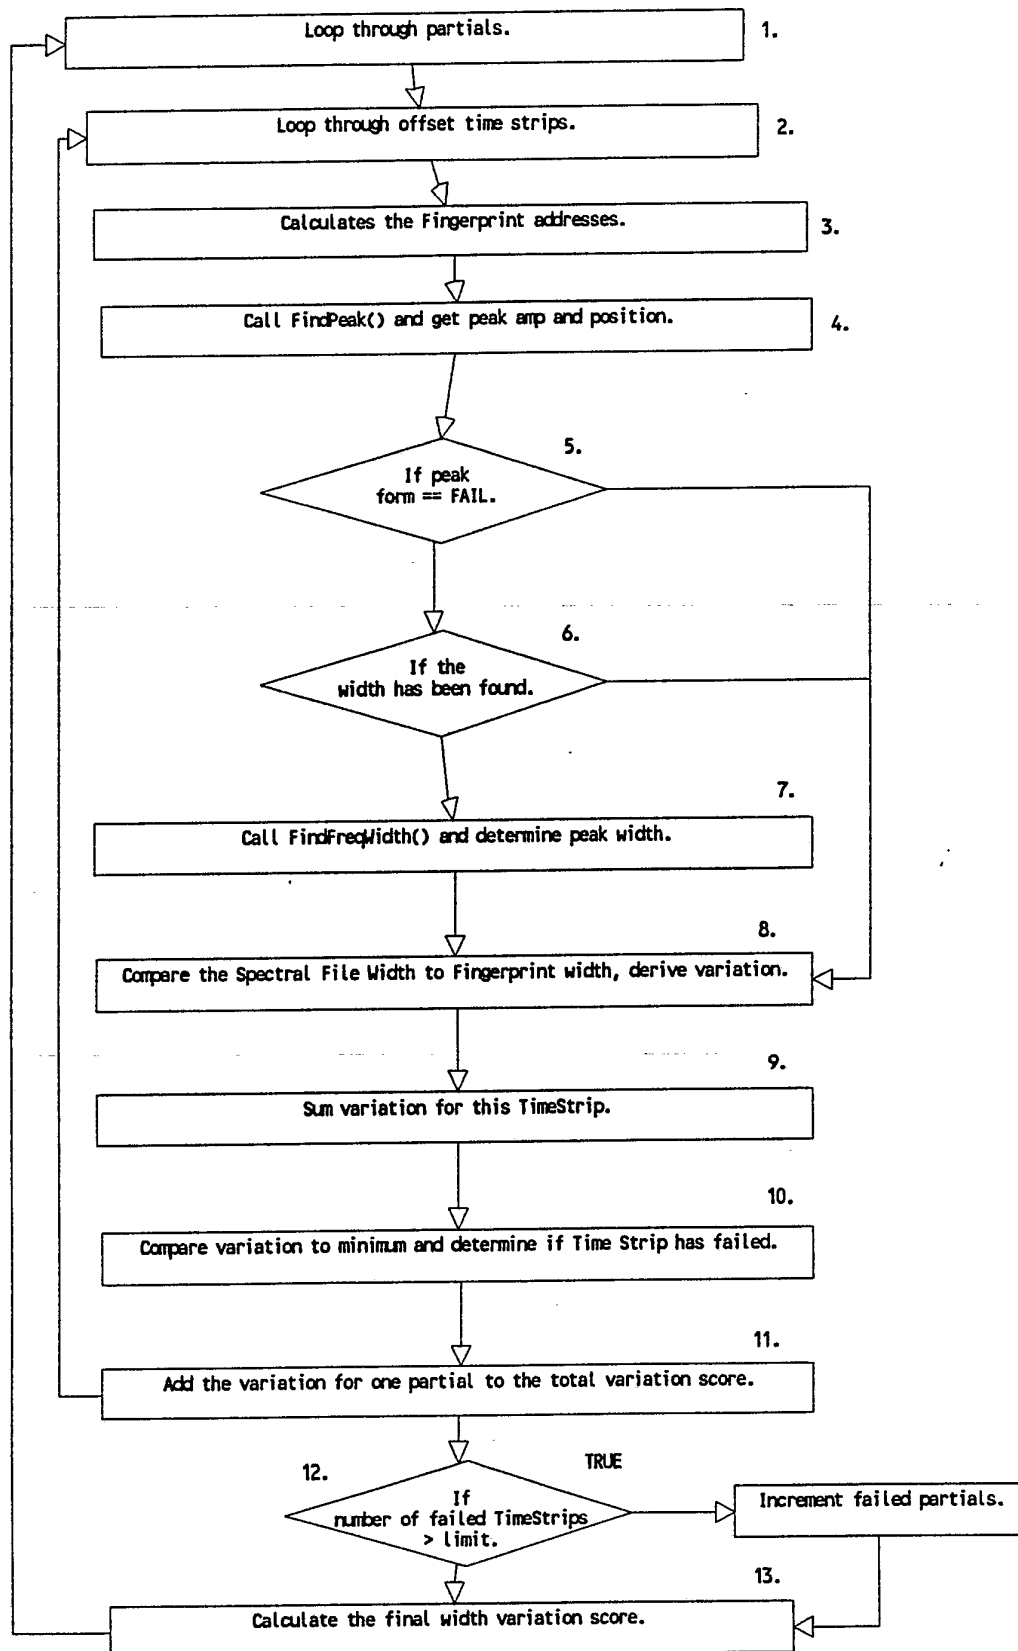 Loop through partials.
1.
Loop through offset time strips.
2.
Calculates the Fingerprint addresses.
3.
Call FindPeak() and get peak amp and position.
4.
5.
If peak
form == FAIL.
6.
If the
width has been found.
7.
Call FindFreqWidth() and determine peak width.
8.
Compare the Spectral File Width to Fingerprint width, derive variation.
9.
Sum variation for this TimeStrip.
10.
Compare variation to minimum and determine if Time Strip has failed.
11.
Add the variation for one partial to the total variation score.
12.
TRUE
If
number of failed TimeStrips
> limit.
Increment failed partials.
13.
Calculate the final width variation score.